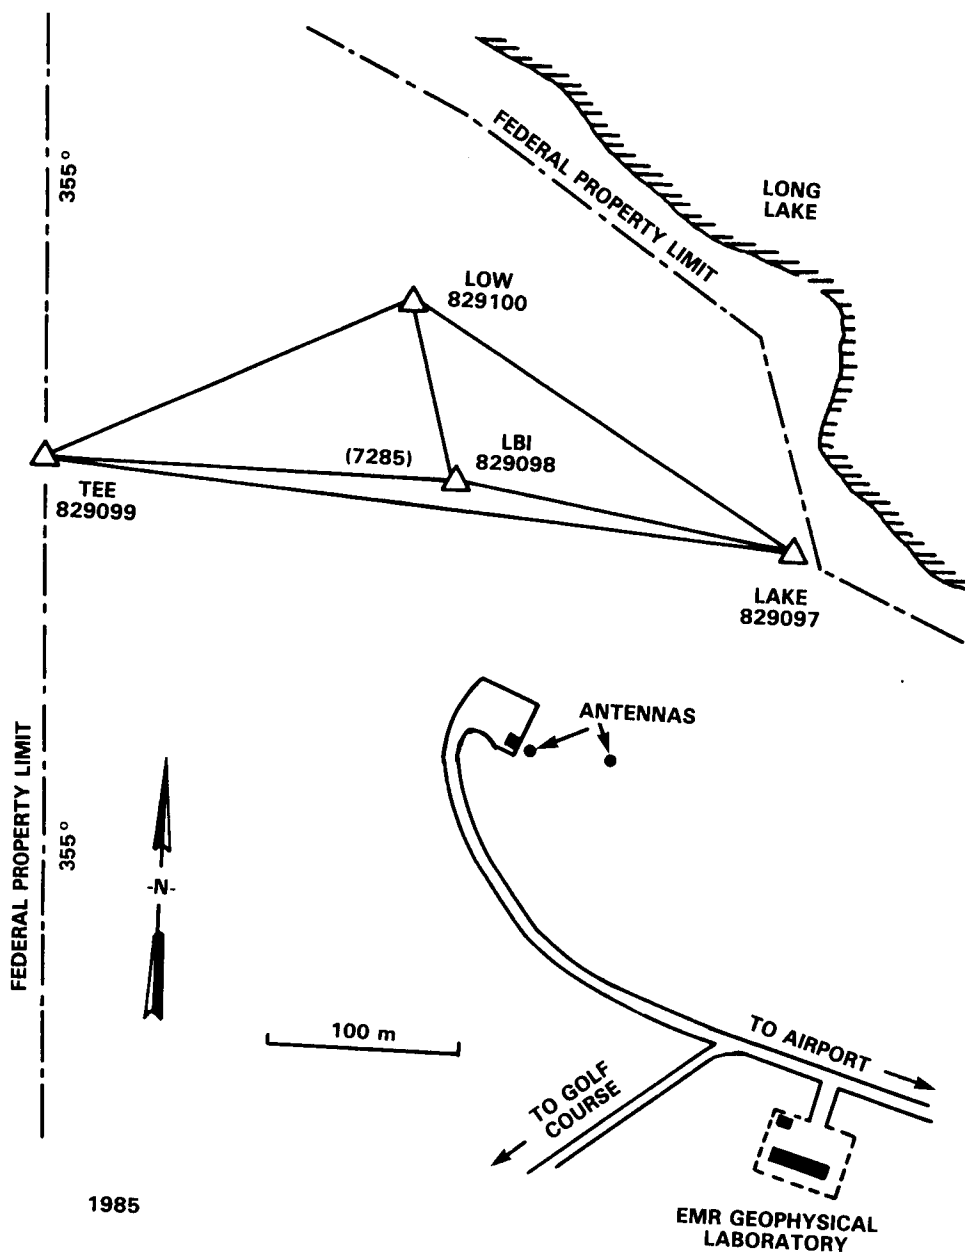 355°
FEDERAL PROPERTY LIMIT
LONG
LAKE
LOW
829100
(7285)
LBI
829098
TEE
829099
LAKE
829097
ANTENNAS
FEDERAL PROPERTY LIMIT
355°
-N-
100 m
TO AIRPORT
TO GOLF
COURSE
1985
EMR GEOPHYSICAL
LABORATORY